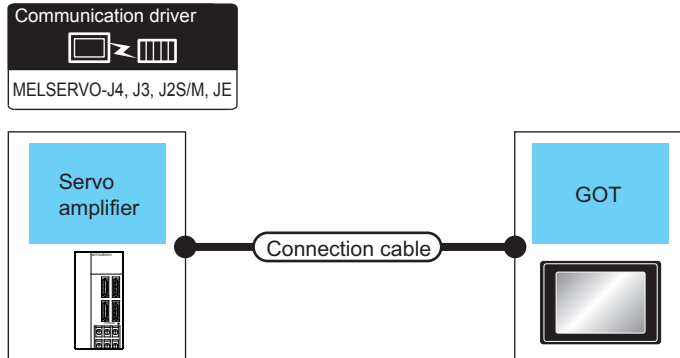 Communication driver
MELSERVO-J4, J3, J2S/M, JE
Servo
amplifier
GOT
Connection cable